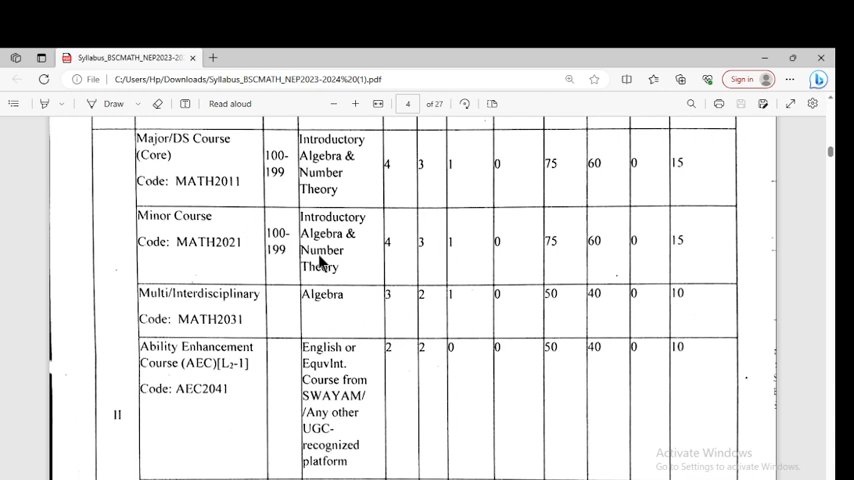 Syllabus_BSCMATH_NEP2023-20
File
C:/Users/Hp/Downloads/Syllabus_BSCMATH_NEP2023-2024%20(1).pdf
Sign in
Draw
Read aloud
4 of 27
Major/DS Course
(Core)
Code: MATH2011
100-
199
Introductory
Algebra &
Number
Theory
4 3 1 0 75 60 0 15
Minor Course
Code: MATH2021
100-
199
Introductory
Algebra &
Number
Theory
4 3 1 0 75 60 0 15
Multi/Interdisciplinary
Code: MATH2031
Algebra
3 2 1 0 50 40 0 10
II
Ability Enhancement
Course (AEC)[L2-1]
Code: AEC2041
English or
Equvlnt.
Course from
SWAYAM/
/Any other
UGC-
recognized
platform
2 2 0 0 50 40 0 10
Activate Windows
Go to Settings to activate Windows.